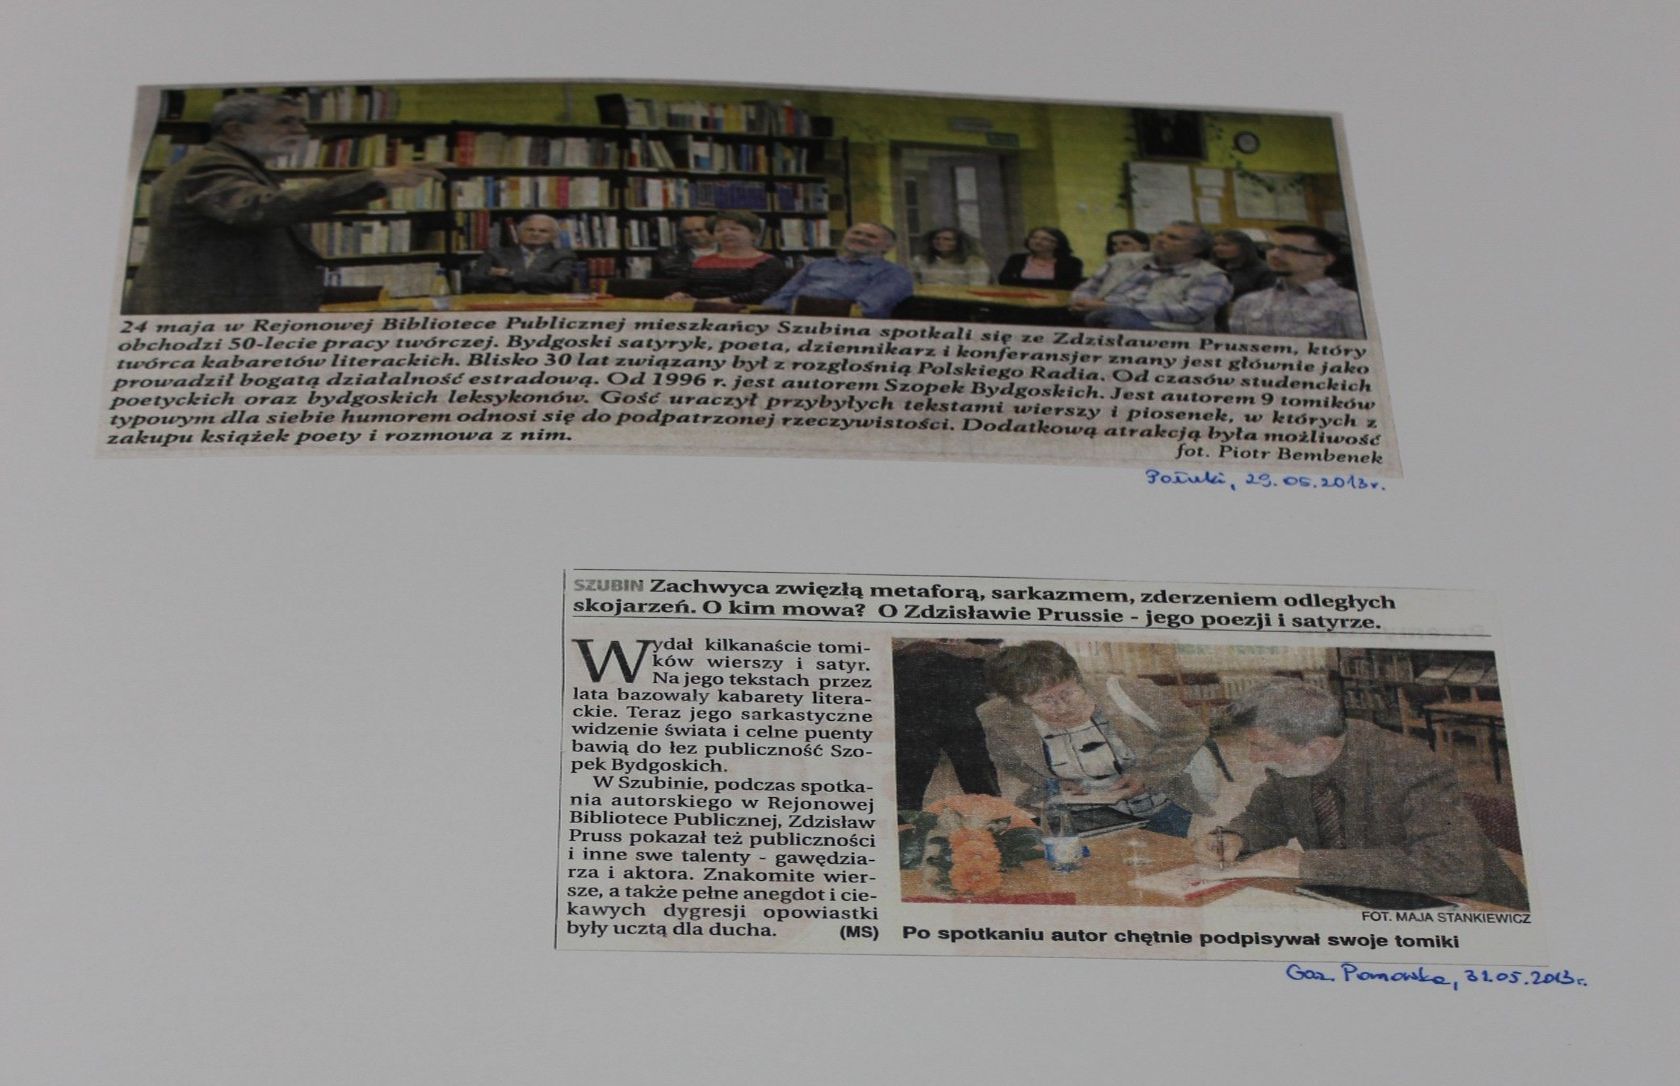 24 maja w Rejonowej Bibliotece Publicznej mieszkańcy Szubina spotkali się ze Zdzisławem Prussem, który
obchodzi 50-lecie pracy twórczej. Bydgoski satyryk, poeta, dziennikarz i konferansjer znany jest głównie jako
twórca kabaretów literackich. Blisko 30 lat związany był z rozgłośnią Polskiego Radia. Od czasów studenckich
prowadził bogatą działalność estradową. Od 1996 r. jest autorem Szopek Bydgoskich. Jest autorem 9 tomików
poetyckich oraz bydgoskich leksykonów. Gość uraczył przybyłych tekstami wierszy i piosenek, w których z
typowym dla siebie humorem odnosi się do podpatrzonej rzeczywistości. Dodatkową atrakcją była możliwość
zakupu książek poety i rozmowa z nim.
fot. Piotr Bembenek
Pałuki, 29.05.2013r.
SZUBIN Zachwyca zwięzłą metaforą, sarkazmem, zderzeniem odległych
skojarzeń. O kim mowa? O Zdzisławie Prussie - jego poezji i satyrze.
Wydał kilkanaście tomi-
ków wierszy i satyr.
Na jego tekstach przez
lata bazowały kabarety litera-
ckie. Teraz jego sarkastyczne
widzenie świata i celne puenty
bawią do łez publiczność Szo-
pek Bydgoskich.
W Szubinie, podczas spotka-
nia autorskiego w Rejonowej
Bibliotece Publicznej, Zdzisław
Pruss pokazał też publiczności
i inne swe talenty - gawędzia-
rza i aktora. Znakomite wier-
sze, a także pełne anegdot i cie-
kawych dygresji opowiastki
były ucztą dla ducha. (MS)
FOT. MAJA STANKIEWICZ
Po spotkaniu autor chętnie podpisywał swoje tomiki
Gaz. Pomorska, 31.05.2013r.